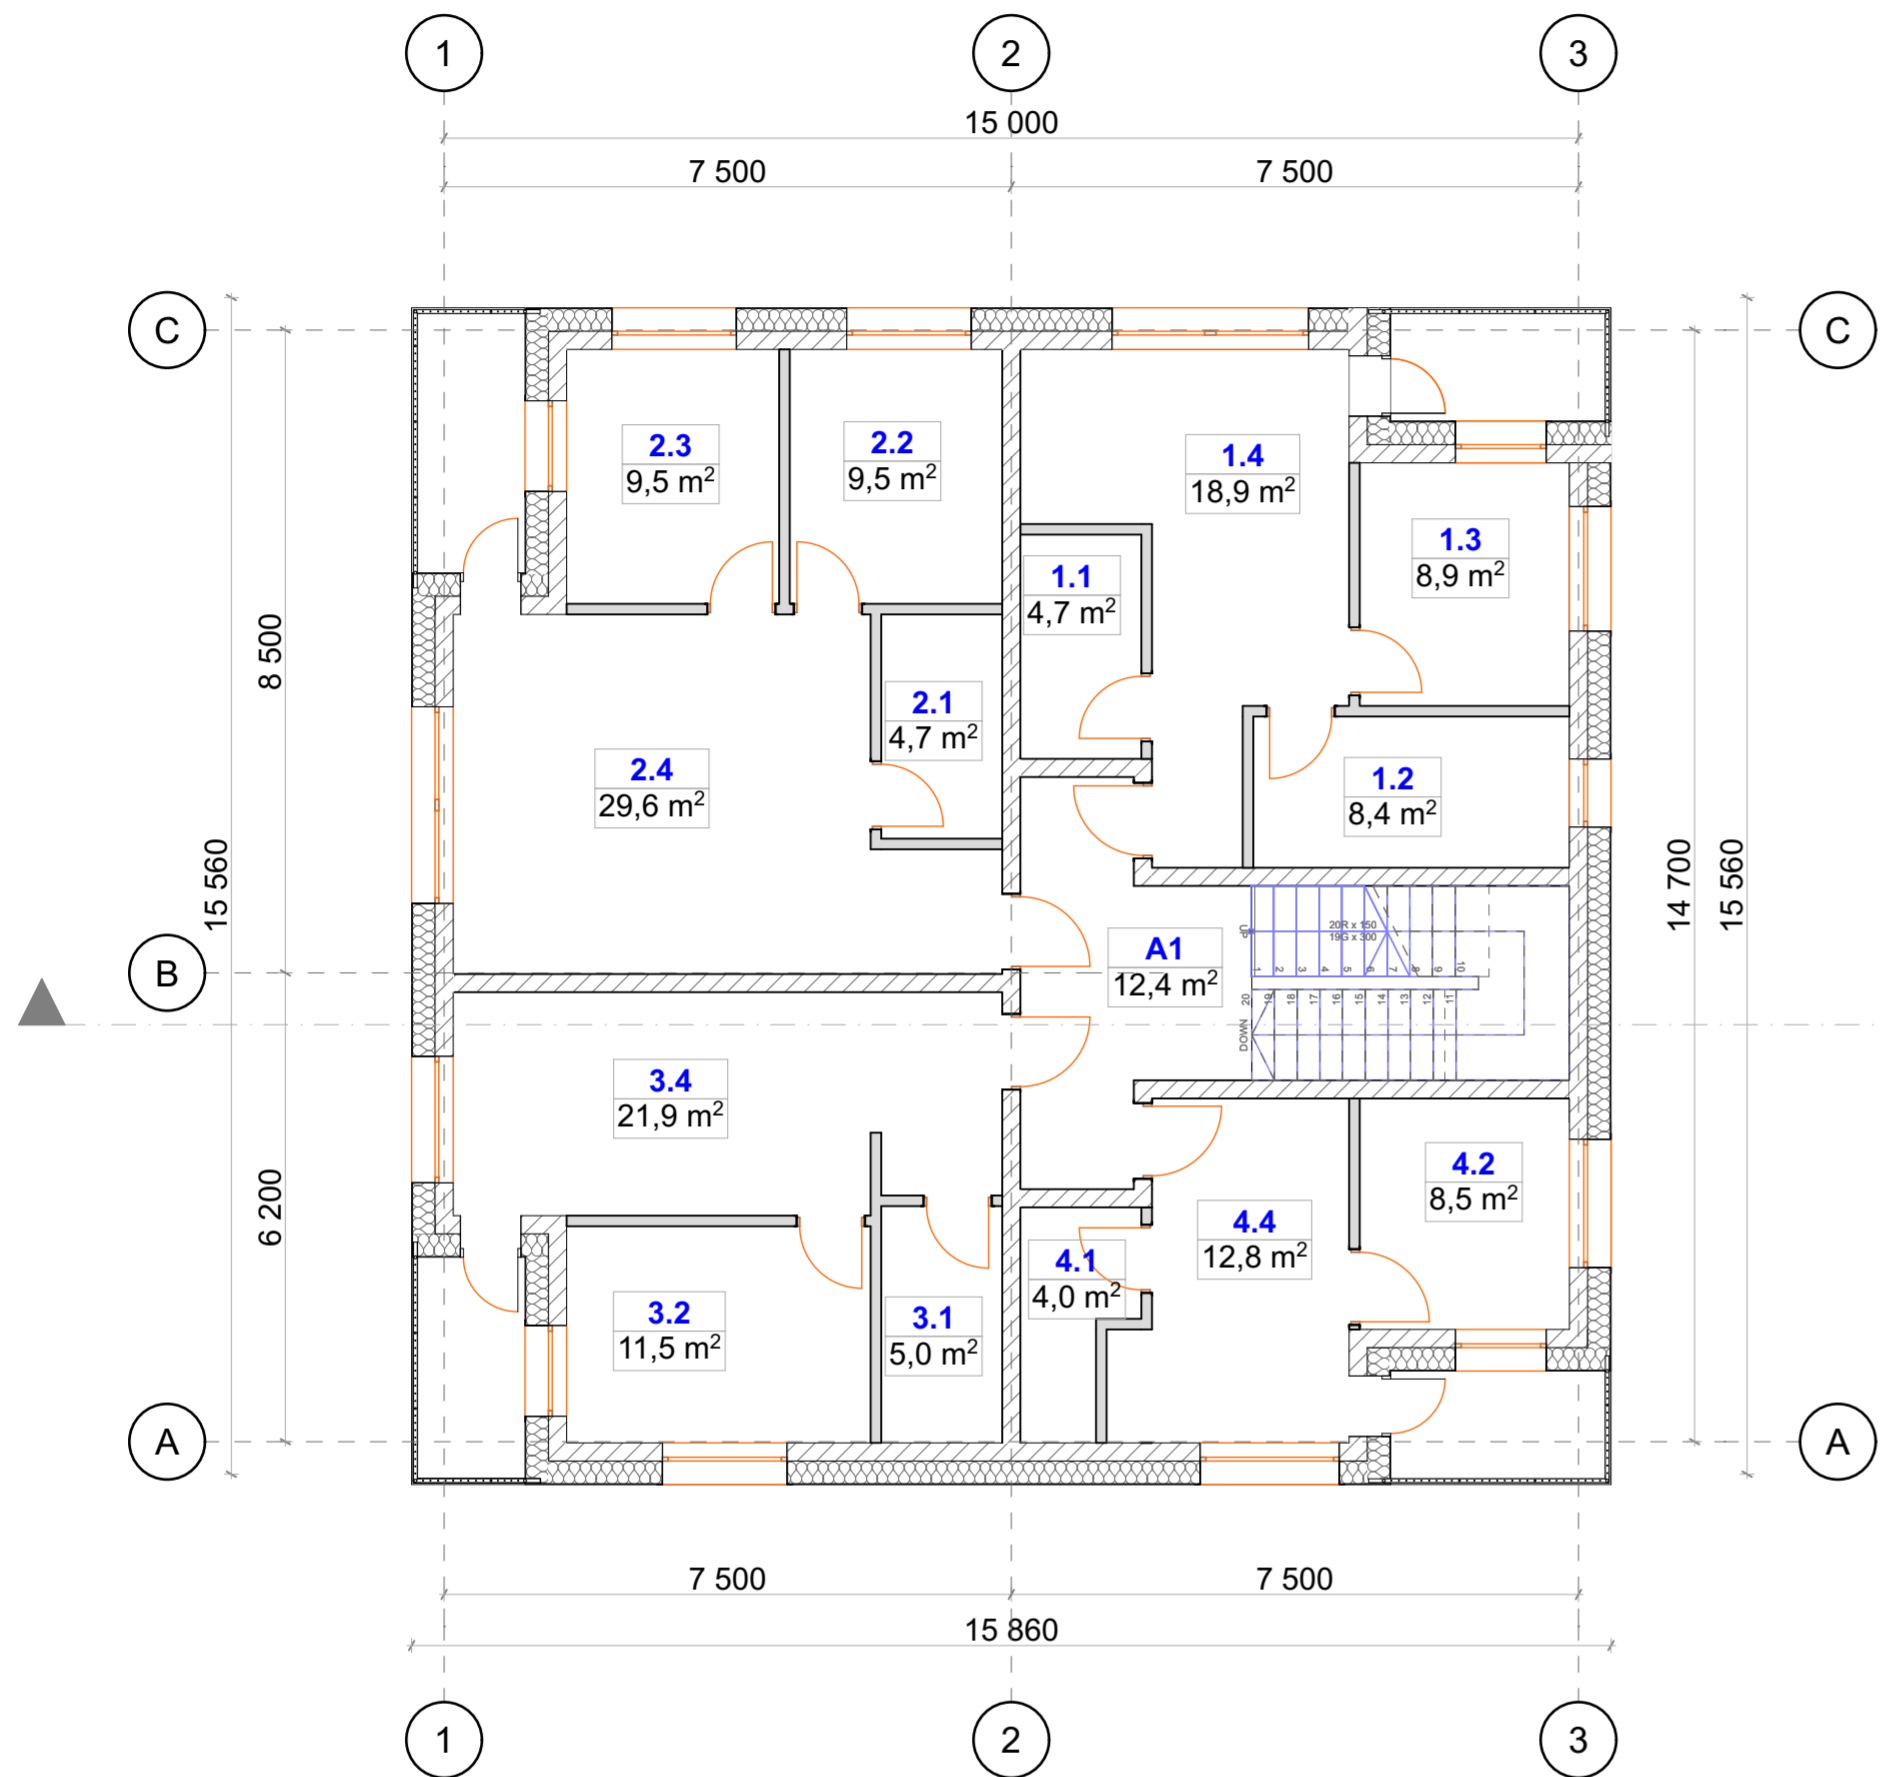 1
2
3
15 000
7 500
7 500
C
C
2.3
9,5 m²
2.2
9,5 m²
1.4
18,9 m²
1.3
8,9 m²
1.1
4,7 m²
8 500
2.1
4,7 m²
2.4
29,6 m²
1.2
8,4 m²
15 560
14 700
15 560
A1
12,4 m²
UP
20R x 150
19G x 300
1
2
3
4
5
6
7
8
9
10
20
19
18
17
16
15
14
13
12
11
DOWN
B
3.4
21,9 m²
6 200
4.2
8,5 m²
4.4
12,8 m²
4.1
4,0 m²
3.2
11,5 m²
3.1
5,0 m²
A
A
7 500
7 500
15 860
1
2
3